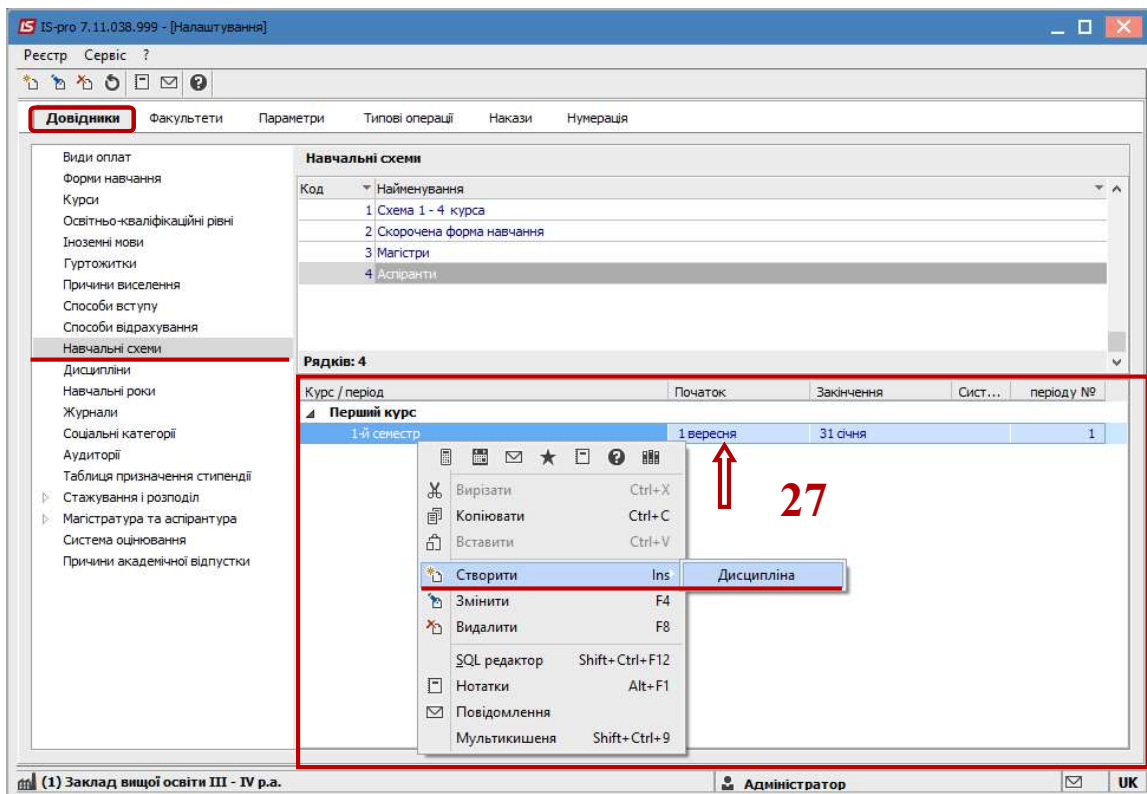 IS-pro 7.11.038.999 - [Налаштування]
Реєстр Сервіс ?
Довідники Факультети Параметри Типові операції Накази Нумерація
Види оплат
Форми навчання
Курси
Освітньо-кваліфікаційні рівні
Іноземні мови
Гуртожитки
Причини виселення
Способи вступу
Способи відрахування
Навчальні схеми
Дисципліни
Навчальні роки
Журнали
Соціальні категорії
Аудиторії
Таблиця призначення стипендії
Стажування і розподіл
Магістратура та аспірантура
Система оцінювання
Причини академічної відпустки
Навчальні схеми
Код Найменування
1 Схема 1 - 4 курса
2 Скорочена форма навчання
3 Магістри
4 Аспіранти
Рядків: 4
Курс / період Початок Закінчення Сист... періоду №
Перший курс
1-й семестр 1 вересня 31 січня 1
Вирізати Ctrl+X
Копіювати Ctrl+C
Вставити Ctrl+V
Створити Ins Дисципліна
Змінити F4
Видалити F8
SQL редактор Shift+Ctrl+F12
Нотатки Alt+F1
Повідомлення
Мультикишеня Shift+Ctrl+9
27
(1) Заклад вищої освіти III - IV р.а. Адміністратор UK